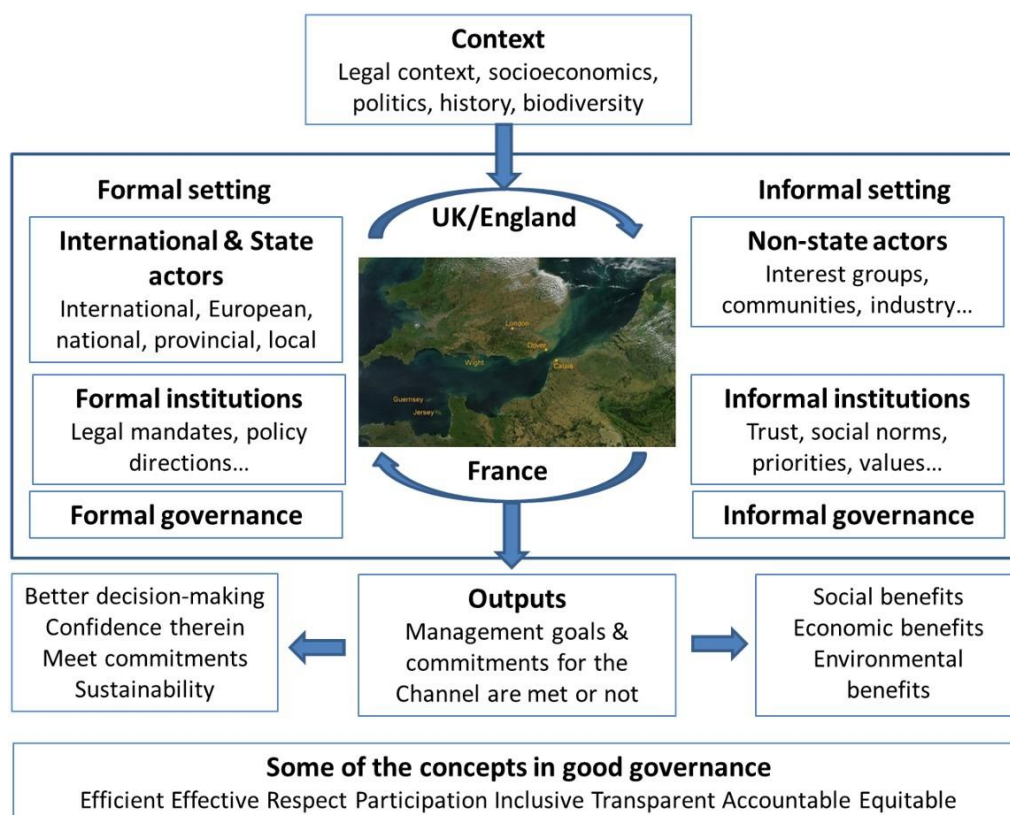 Context
Legal context, socioeconomics,
politics, history, biodiversity
Formal setting
International & State
actors
International, European,
national, provincial, local
Formal institutions
Legal mandates, policy
directions…
Formal governance
UK/England
London
Dover
Wight
Calais
Guernsey
Jersey
France
Informal setting
Non-state actors
Interest groups,
communities, industry…
Informal institutions
Trust, social norms,
priorities, values…
Informal governance
Better decision-making
Confidence therein
Meet commitments
Sustainability
Outputs
Management goals &
commitments for the
Channel are met or not
Social benefits
Economic benefits
Environmental
benefits
Some of the concepts in good governance
Efficient Effective Respect Participation Inclusive Transparent Accountable Equitable